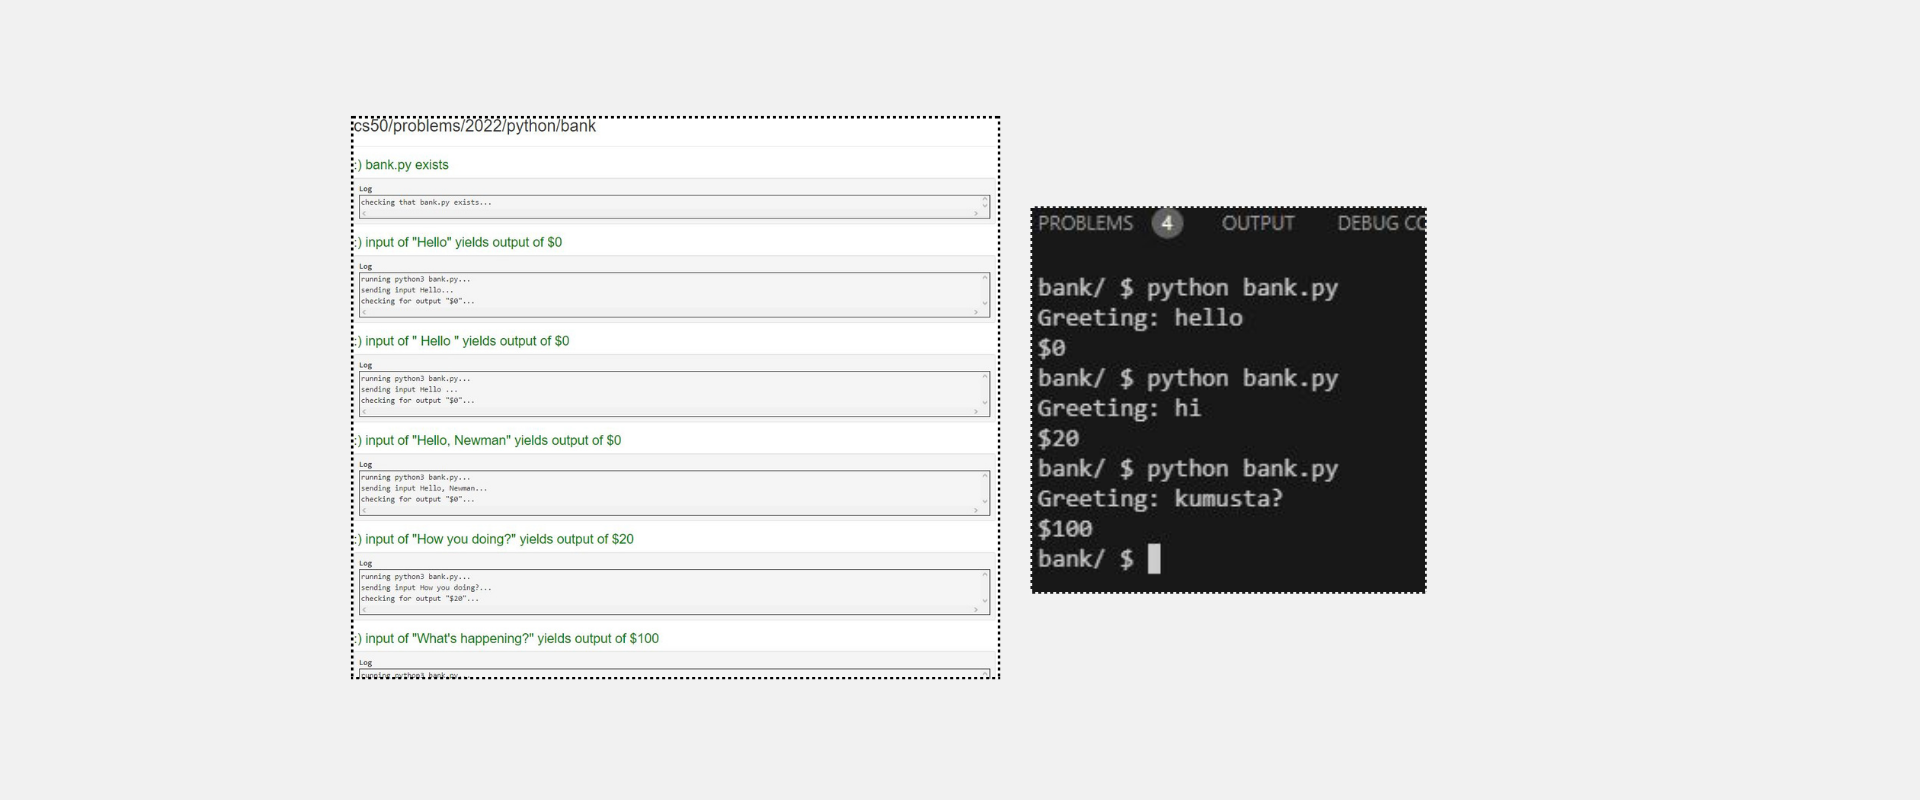 cs50/problems/2022/python/bank
:) bank.py exists
Log
checking that bank.py exists...
:) input of "Hello" yields output of $0
Log
running python3 bank.py...
sending input Hello...
checking for output "$0"...
:) input of " Hello " yields output of $0
Log
running python3 bank.py...
sending input Hello ...
checking for output "$0"...
:) input of "Hello, Newman" yields output of $0
Log
running python3 bank.py...
sending input Hello, Newman...
checking for output "$0"...
:) input of "How you doing?" yields output of $20
Log
running python3 bank.py...
sending input How you doing?...
checking for output "$20"...
:) input of "What's happening?" yields output of $100
Log
running python3 bank.py...
PROBLEMS 4 OUTPUT DEBUG CO
bank/ $ python bank.py
Greeting: hello
$0
bank/ $ python bank.py
Greeting: hi
$20
bank/ $ python bank.py
Greeting: kumusta?
$100
bank/ $